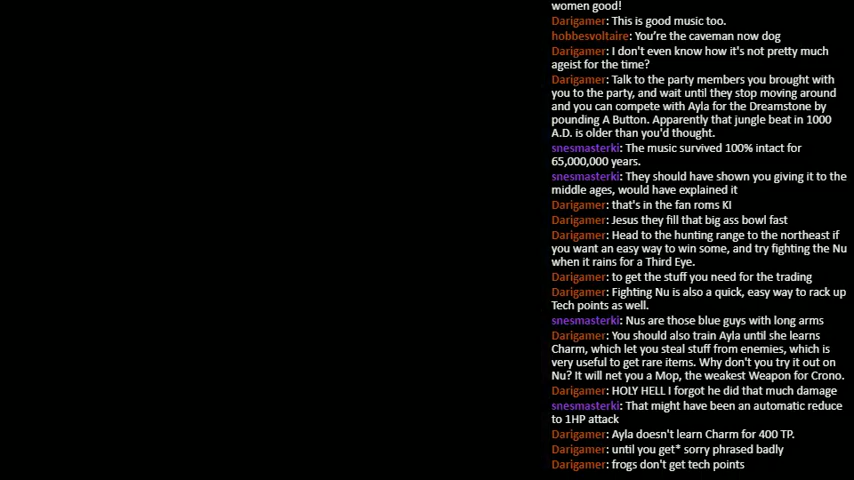 women good!
Darigamer: This is good music too.
hobbesvoltaire: You're the caveman now dog
Darigamer: I don't even know how it's not pretty much
ageist for the time?
Darigamer: Talk to the party members you brought with
you to the party, and wait until they stop moving around
and you can compete with Ayla for the Dreamstone by
pounding A Button. Apparently that jungle beat in 1000
A.D. is older than you'd thought.
snesmasterki: The music survived 100% intact for
65,000,000 years.
snesmasterki: They should have shown you giving it to the
middle ages, would have explained it
Darigamer: that's in the fan roms KI
Darigamer: Jesus they fill that big ass bowl fast
Darigamer: Head to the hunting range to the northeast if
you want an easy way to win some, and try fighting the Nu
when it rains for a Third Eye.
Darigamer: to get the stuff you need for the trading
Darigamer: Fighting Nu is also a quick, easy way to rack up
Tech points as well.
snesmasterki: Nus are those blue guys with long arms
Darigamer: You should also train Ayla until she learns
Charm, which let you steal stuff from enemies, which is
very useful to get rare items. Why don't you try it out on
Nu? It will net you a Mop, the weakest Weapon for Crono.
Darigamer: HOLY HELL I forgot he did that much damage
snesmasterki: That might have been an automatic reduce
to 1HP attack
Darigamer: Ayla doesn't learn Charm for 400 TP.
Darigamer: until you get* sorry phrased badly
Darigamer: frogs don't get tech points